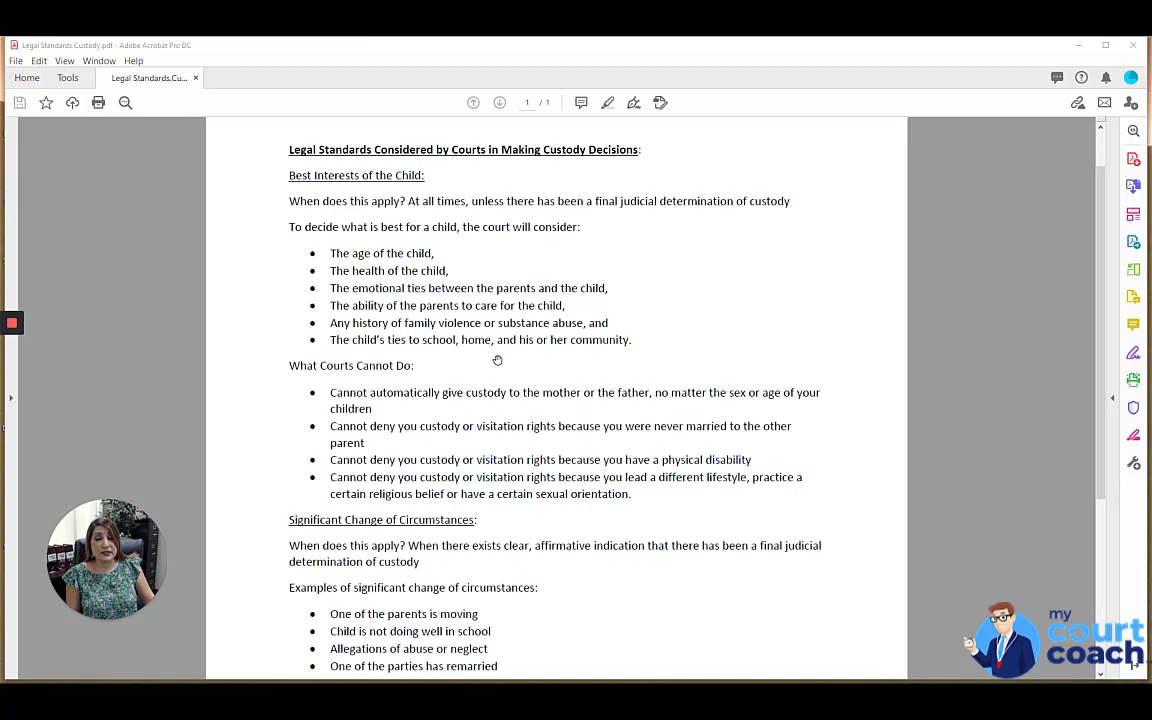 Legal Standards.Custody.pdf - Adobe Acrobat Pro DC
File Edit View Window Help
Home Tools Legal Standards.Cu... ×
1 / 1
Legal Standards Considered by Courts in Making Custody Decisions:
Best Interests of the Child:
When does this apply? At all times, unless there has been a final judicial determination of custody
To decide what is best for a child, the court will consider:
• The age of the child,
• The health of the child,
• The emotional ties between the parents and the child,
• The ability of the parents to care for the child,
• Any history of family violence or substance abuse, and
• The child's ties to school, home, and his or her community.
What Courts Cannot Do:
• Cannot automatically give custody to the mother or the father, no matter the sex or age of your
children
• Cannot deny you custody or visitation rights because you were never married to the other
parent
• Cannot deny you custody or visitation rights because you have a physical disability
• Cannot deny you custody or visitation rights because you lead a different lifestyle, practice a
certain religious belief or have a certain sexual orientation.
Significant Change of Circumstances:
When does this apply? When there exists clear, affirmative indication that there has been a final judicial
determination of custody
Examples of significant change of circumstances:
• One of the parents is moving
• Child is not doing well in school
• Allegations of abuse or neglect
• One of the parties has remarried
my
court
coach